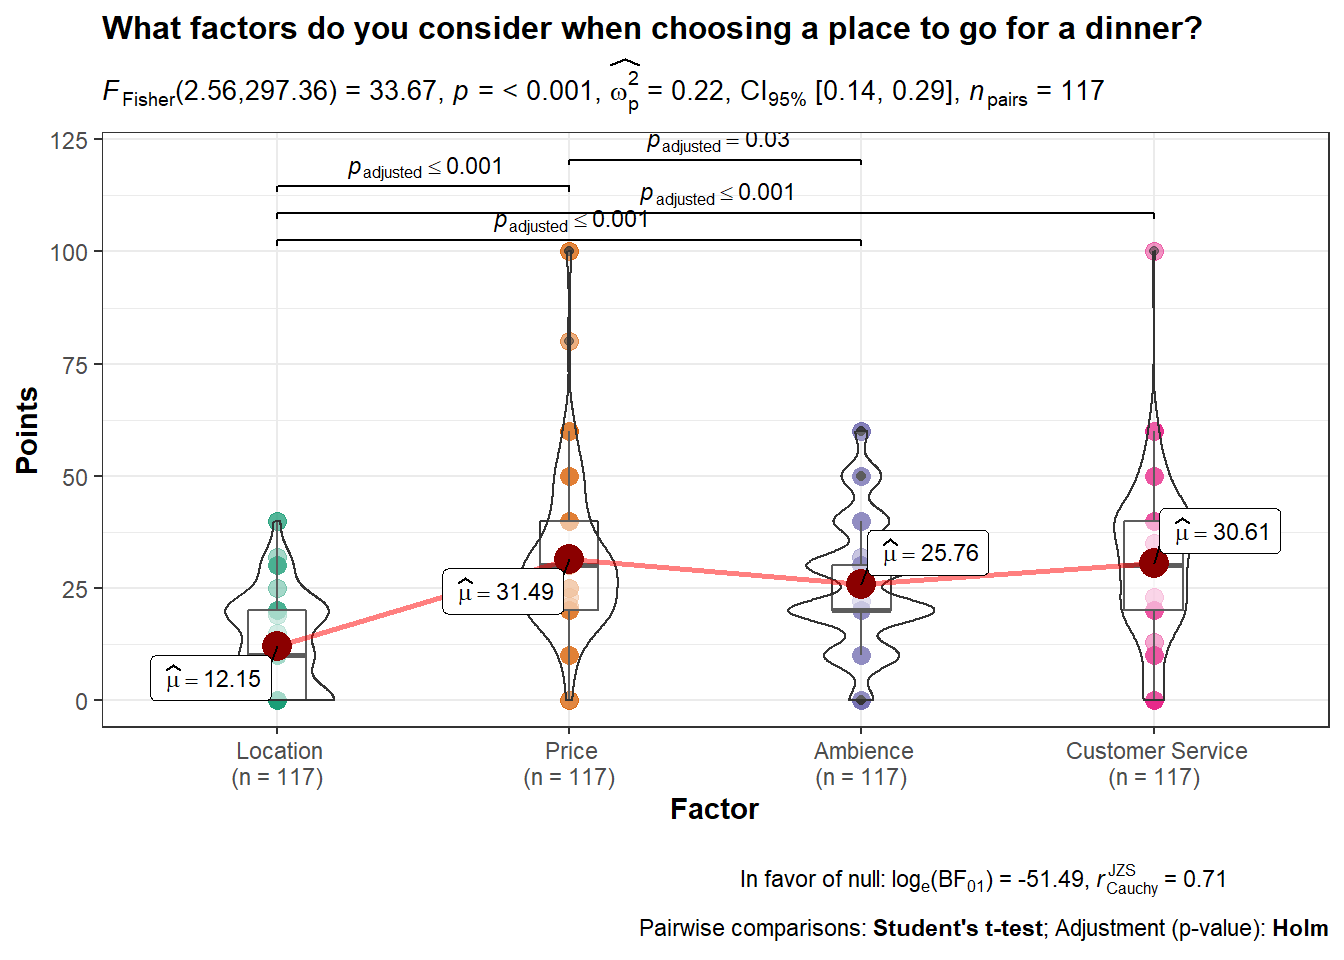 What factors do you consider when choosing a place to go for a dinner?
F Fisher(2.56,297.36) = 33.67, p = < 0.001, ω̂²p = 0.22, CI95% [0.14, 0.29], npairs = 117
125
100
75
50
25
0
Points
padjusted = 0.03
padjusted ≤ 0.001
padjusted ≤ 0.001
padjusted ≤ 0.001
μ̂ = 12.15
μ̂ = 31.49
μ̂ = 25.76
μ̂ = 30.61
Location
(n = 117)
Price
(n = 117)
Ambience
(n = 117)
Customer Service
(n = 117)
Factor
In favor of null: loge(BF01) = -51.49, r JZS Cauchy = 0.71
Pairwise comparisons: Student's t-test; Adjustment (p-value): Holm